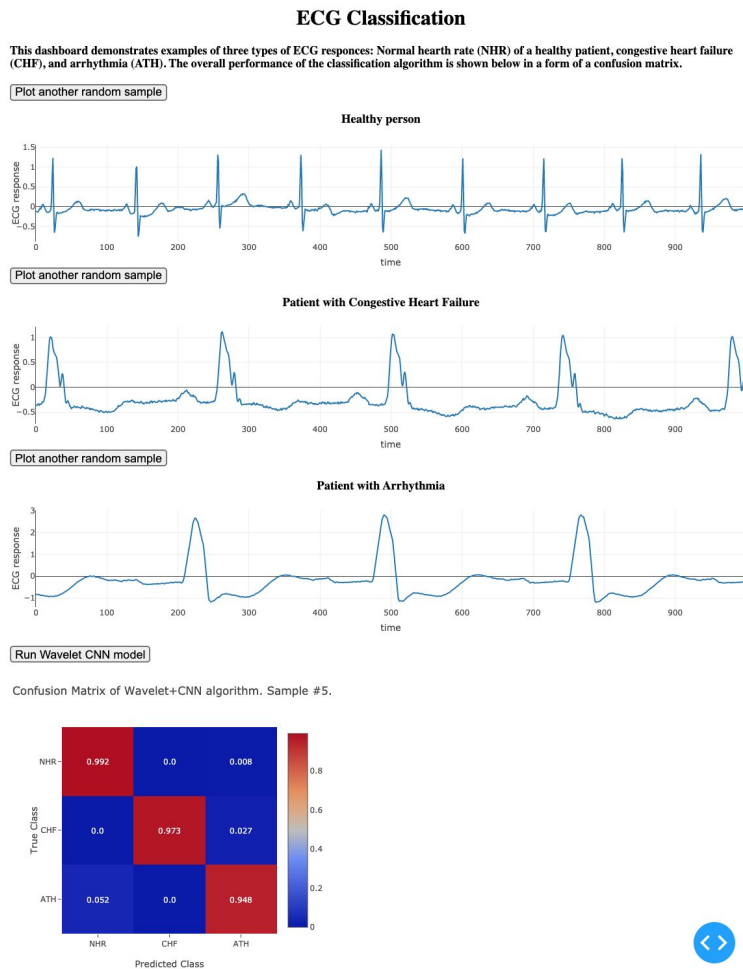 ECG Classification
This dashboard demonstrates examples of three types of ECG responces: Normal hearth rate (NHR) of a healthy patient, congestive heart failure
(CHF), and arrhythmia (ATH). The overall performance of the classification algorithm is shown below in a form of a confusion matrix.
Plot another random sample
Healthy person
ECG response
1.5
1
0.5
0
−0.5
0 100 200 300 400 500 600 700 800 900
time
Plot another random sample
Patient with Congestive Heart Failure
ECG response
1
0.5
0
−0.5
0 100 200 300 400 500 600 700 800 900
time
Plot another random sample
Patient with Arrhythmia
ECG response
3
2
1
0
−1
0 100 200 300 400 500 600 700 800 900
time
Run Wavelet CNN model
Confusion Matrix of Wavelet+CNN algorithm. Sample #5.
True Class
NHR 0.992 0.0 0.008
CHF 0.0 0.973 0.027
ATH 0.052 0.0 0.948
NHR CHF ATH
Predicted Class
0.8
0.6
0.4
0.2
0